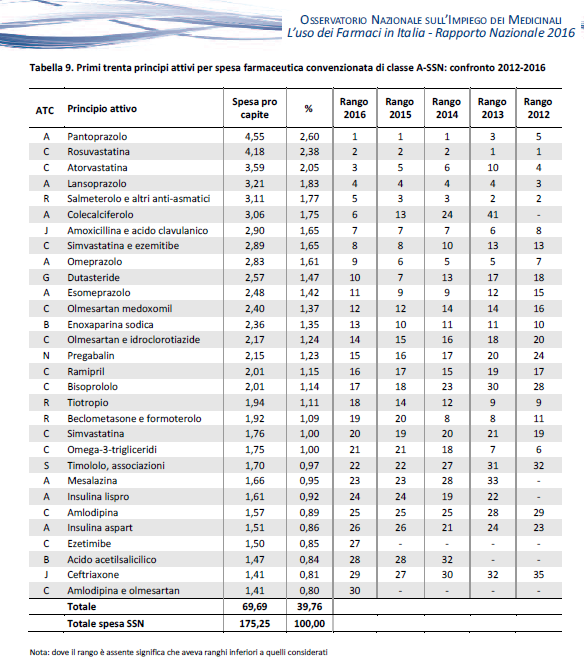 OSSERVATORIO NAZIONALE SULL'IMPIEGO DEI MEDICINALI
L'uso dei Farmaci in Italia - Rapporto Nazionale 2016
Tabella 9. Primi trenta principi attivi per spesa farmaceutica convenzionata di classe A-SSN: confronto 2012-2016
ATC Principio attivo Spesa pro capite % Rango 2016 Rango 2015 Rango 2014 Rango 2013 Rango 2012
A Pantoprazolo 4,55 2,60 1 1 1 3 5
C Rosuvastatina 4,18 2,38 2 2 2 1 1
C Atorvastatina 3,59 2,05 3 5 6 10 4
A Lansoprazolo 3,21 1,83 4 4 4 4 3
R Salmeterolo e altri anti-asmatici 3,11 1,77 5 3 3 2 2
A Colecalciferolo 3,06 1,75 6 13 24 41 -
J Amoxicillina e acido clavulanico 2,90 1,65 7 7 7 6 8
C Simvastatina e ezemitibe 2,89 1,65 8 8 10 13 13
A Omeprazolo 2,83 1,61 9 6 5 5 7
G Dutasteride 2,57 1,47 10 7 13 17 18
A Esomeprazolo 2,48 1,42 11 9 9 12 15
C Olmesartan medoxomil 2,40 1,37 12 12 14 14 16
B Enoxaparina sodica 2,36 1,35 13 10 11 11 10
C Olmesartan e idroclorotiazide 2,17 1,24 14 15 16 18 20
N Pregabalin 2,15 1,23 15 16 17 20 24
C Ramipril 2,01 1,15 16 17 15 19 17
C Bisoprololo 2,01 1,14 17 18 23 30 28
R Tiotropio 1,94 1,11 18 14 12 9 9
R Beclometasone e formoterolo 1,92 1,09 19 20 8 8 11
C Simvastatina 1,76 1,00 20 19 20 21 19
C Omega-3-trigliceridi 1,75 1,00 21 21 18 7 6
S Timololo, associazioni 1,70 0,97 22 22 27 31 32
A Mesalazina 1,66 0,95 23 23 28 33 -
A Insulina lispro 1,61 0,92 24 24 19 22 -
C Amlodipina 1,57 0,89 25 25 25 28 29
A Insulina aspart 1,51 0,86 26 26 21 24 23
C Ezetimibe 1,50 0,85 27 - - - -
B Acido acetilsalicilico 1,47 0,84 28 28 32 - -
J Ceftriaxone 1,41 0,81 29 27 30 32 35
C Amlodipina e olmesartan 1,41 0,80 30 - - - -
Totale 69,69 39,76
Totale spesa SSN 175,25 100,00
Nota: dove il rango è assente significa che aveva ranghi inferiori a quelli considerati